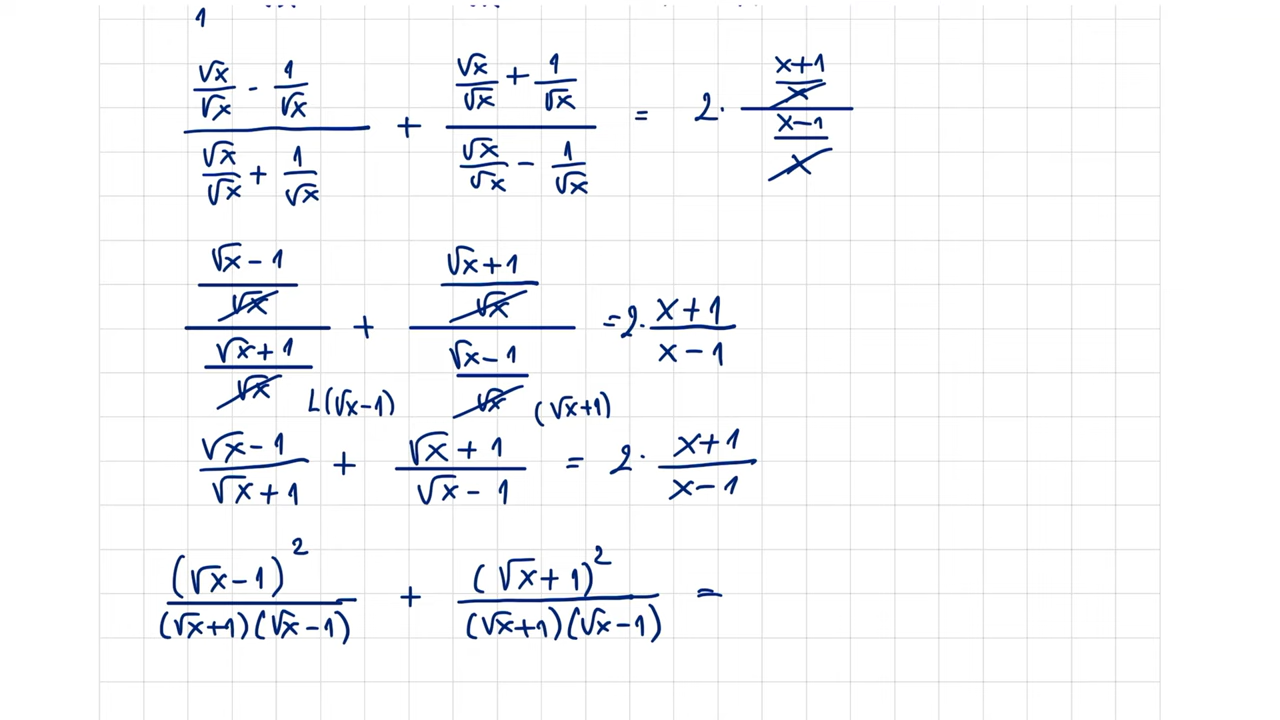 1
(√x/√x - 1/√x)/(√x/√x + 1/√x) + (√x/√x + 1/√x)/(√x/√x - 1/√x) = 2 · ((x+1)/x)/((x-1)/x)
((√x-1)/√x)/((√x+1)/√x) + ((√x+1)/√x)/((√x-1)/√x) = 2 · (x+1)/(x-1)
L(√x-1) (√x+1)
(√x-1)/(√x+1) + (√x+1)/(√x-1) = 2 · (x+1)/(x-1)
(√x-1)²/((√x+1)(√x-1)) + (√x+1)²/((√x+1)(√x-1)) =